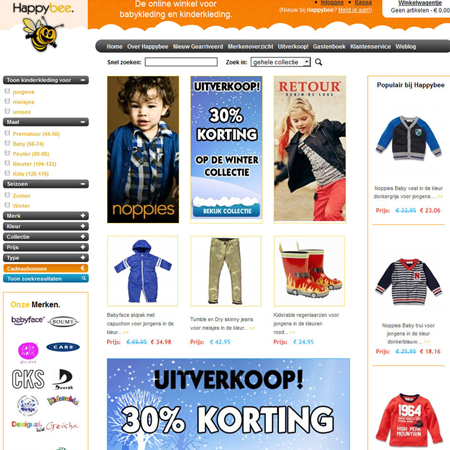 Happybee.
De online winkel voor
babykleding en kinderkleding.
Inloggen
Kassa
(Nieuw bij Happybee? Meld je aan!)
Winkelwagentje
Geen artikelen - € 0,00
Home Over Happybee Nieuw Gearriveerd Merkenoverzicht Uitverkoop! Gastenboek Klantenservice Weblog
Snel zoeken:
Zoek in: gehele collectie
Toon kinderkleding voor
jongens
meisjes
unisex
Maat
Prematuur (44-50)
Baby (56-74)
Peuter (80-98)
Kleuter (104-122)
Kids (128-176)
Seizoen
Zomer
Winter
Merk
Kleur
Collectie
Prijs
Type
Cadeaubonnen
Toon zoekresultaten
Onze Merken.
babyface
BOUMY
CARS
CKS
Desigual
Geisha
noppies
UITVERKOOP!
30%
KORTING
OP DE WINTER
COLLECTIE
BEKIJK COLLECTIE
RETOUR
DENIM DE LUXE
Babyface skipak met
capuchon voor jongens in
de kleur... >>
Prijs: € 69.95 € 34.98
Tumble en Dry skinny jeans
voor meisjes in de kleur... >>
Prijs: € 42.95
Kidorable regenlaarzen voor
jongens in de kleuren
rood... >>
Prijs: € 24.95
UITVERKOOP!
30% KORTING
Populair bij Happybee
Noppies Baby vest in de kleur
donkergrijs voor jongens... >>
Prijs: € 32.95 € 23.06
Noppies Baby trui voor
jongens in de kleur
donkerblauw... >>
Prijs: € 25.95 € 18.16
1964
HIGH PEAK
MOUNTAIN